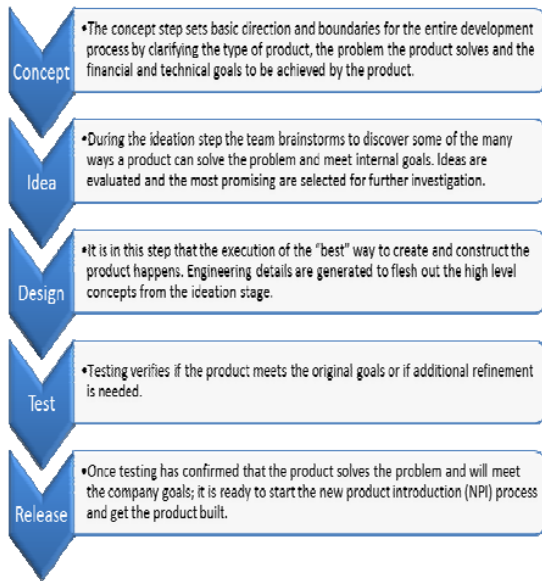 Concept
•The concept step sets basic direction and boundaries for the entire development
process by clarifying the type of product, the problem the product solves and the
financial and technical goals to be achieved by the product.
Idea
•During the ideation step the team brainstorms to discover some of the many
ways a product can solve the problem and meet internal goals. Ideas are
evaluated and the most promising are selected for further investigation.
Design
•It is in this step that the execution of the “best” way to create and construct the
product happens. Engineering details are generated to flesh out the high level
concepts from the ideation stage.
Test
•Testing verifies if the product meets the original goals or if additional refinement
is needed.
Release
•Once testing has confirmed that the product solves the problem and will meet
the company goals; it is ready to start the new product introduction (NPI) process
and get the product built.